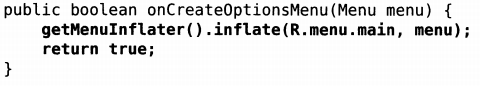 public boolean onCreateOptionsMenu(Menu menu) {
    getMenuInflater().inflate(R.menu.main, menu);
    return true;
}